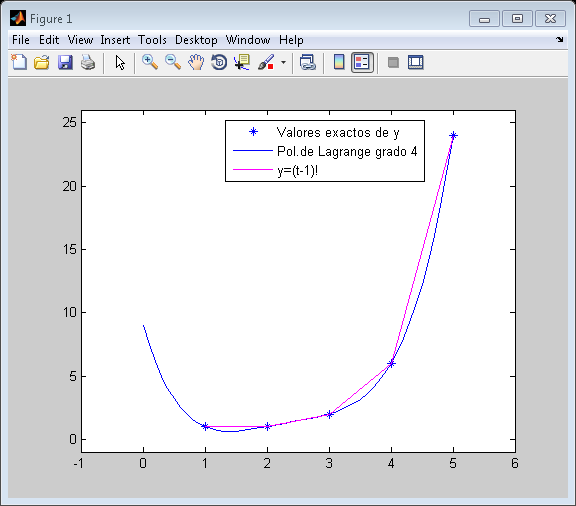 Figure 1
File Edit View Insert Tools Desktop Window Help
Valores exactos de y
Pol.de Lagrange grado 4
y=(t-1)!
25
20
15
10
5
0
-1 0 1 2 3 4 5 6